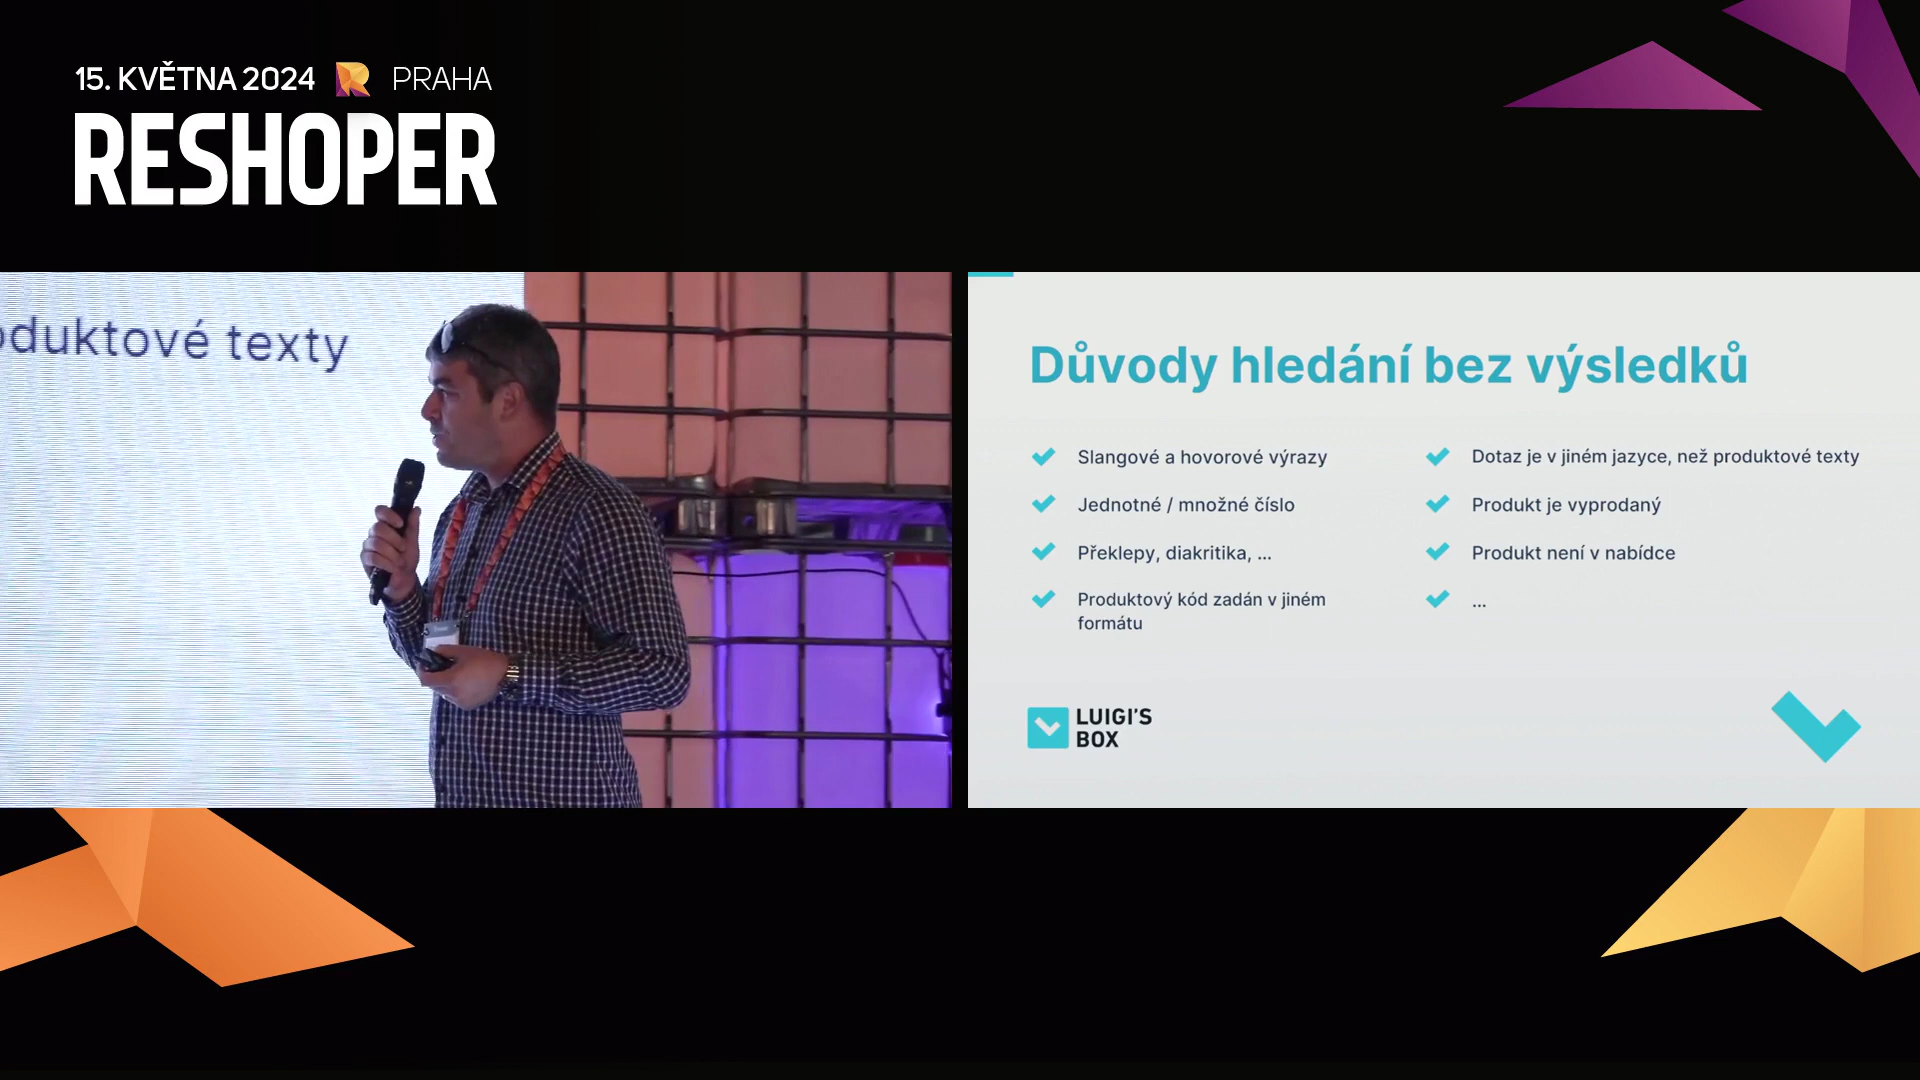 15. KVĚTNA 2024 PRAHA
RESHOPER
oduktové texty
Důvody hledání bez výsledků
Slangové a hovorové výrazy
Jednotné / množné číslo
Překlepy, diakritika, ...
Produktový kód zadán v jiném
formátu
Dotaz je v jiném jazyce, než produktové texty
Produkt je vyprodaný
Produkt není v nabídce
...
LUIGI'S
BOX